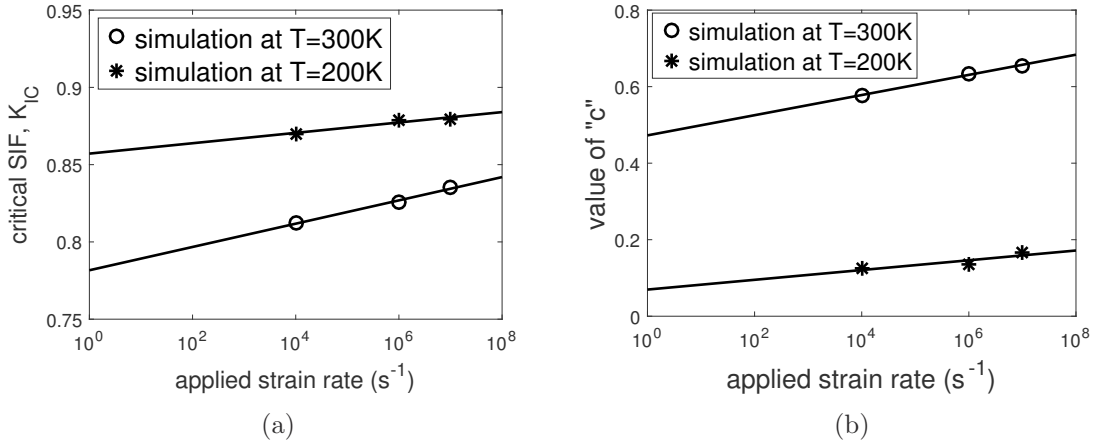 simulation at T=300K
simulation at T=200K
critical SIF, K_IC
0.95
0.9
0.85
0.8
0.75
10^0
10^2
10^4
10^6
10^8
applied strain rate (s^-1)
(a)
simulation at T=300K
simulation at T=200K
value of "c"
0.8
0.6
0.4
0.2
0
10^0
10^2
10^4
10^6
10^8
applied strain rate (s^-1)
(b)